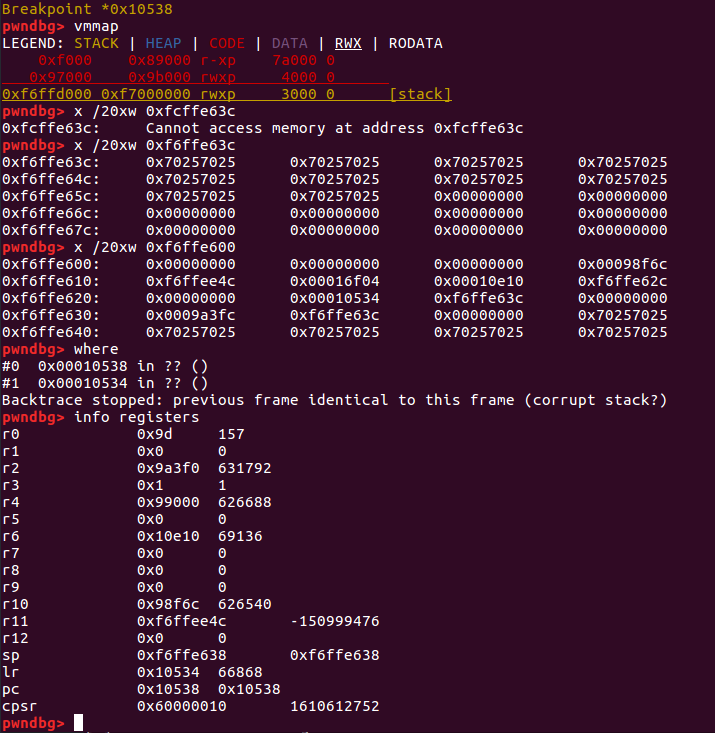 Breakpoint *0x10538
pwndbg> vmmap
LEGEND: STACK | HEAP | CODE | DATA | RWX | RODATA
0xf000 0x89000 r-xp 7a000 0
0x97000 0x9b000 rwxp 4000 0
0xf6ffd000 0xf7000000 rwxp 3000 0 [stack]
pwndbg> x /20xw 0xfcffe63c
0xfcffe63c: Cannot access memory at address 0xfcffe63c
pwndbg> x /20xw 0xf6ffe63c
0xf6ffe63c: 0x70257025 0x70257025 0x70257025 0x70257025
0xf6ffe64c: 0x70257025 0x70257025 0x70257025 0x70257025
0xf6ffe65c: 0x70257025 0x70257025 0x00000000 0x00000000
0xf6ffe66c: 0x00000000 0x00000000 0x00000000 0x00000000
0xf6ffe67c: 0x00000000 0x00000000 0x00000000 0x00000000
pwndbg> x /20xw 0xf6ffe600
0xf6ffe600: 0x00000000 0x00000000 0x00000000 0x00098f6c
0xf6ffe610: 0xf6ffee4c 0x00016f04 0x00010e10 0xf6ffe62c
0xf6ffe620: 0x00000000 0x00010534 0xf6ffe63c 0x00000000
0xf6ffe630: 0x0009a3fc 0xf6ffe63c 0x00000000 0x70257025
0xf6ffe640: 0x70257025 0x70257025 0x70257025 0x70257025
pwndbg> where
#0 0x00010538 in ?? ()
#1 0x00010534 in ?? ()
Backtrace stopped: previous frame identical to this frame (corrupt stack?)
pwndbg> info registers
r0 0x9d 157
r1 0x0 0
r2 0x9a3f0 631792
r3 0x1 1
r4 0x99000 626688
r5 0x0 0
r6 0x10e10 69136
r7 0x0 0
r8 0x0 0
r9 0x0 0
r10 0x98f6c 626540
r11 0xf6ffee4c -150999476
r12 0x0 0
sp 0xf6ffe638 0xf6ffe638
lr 0x10534 66868
pc 0x10538 0x10538
cpsr 0x60000010 1610612752
pwndbg>